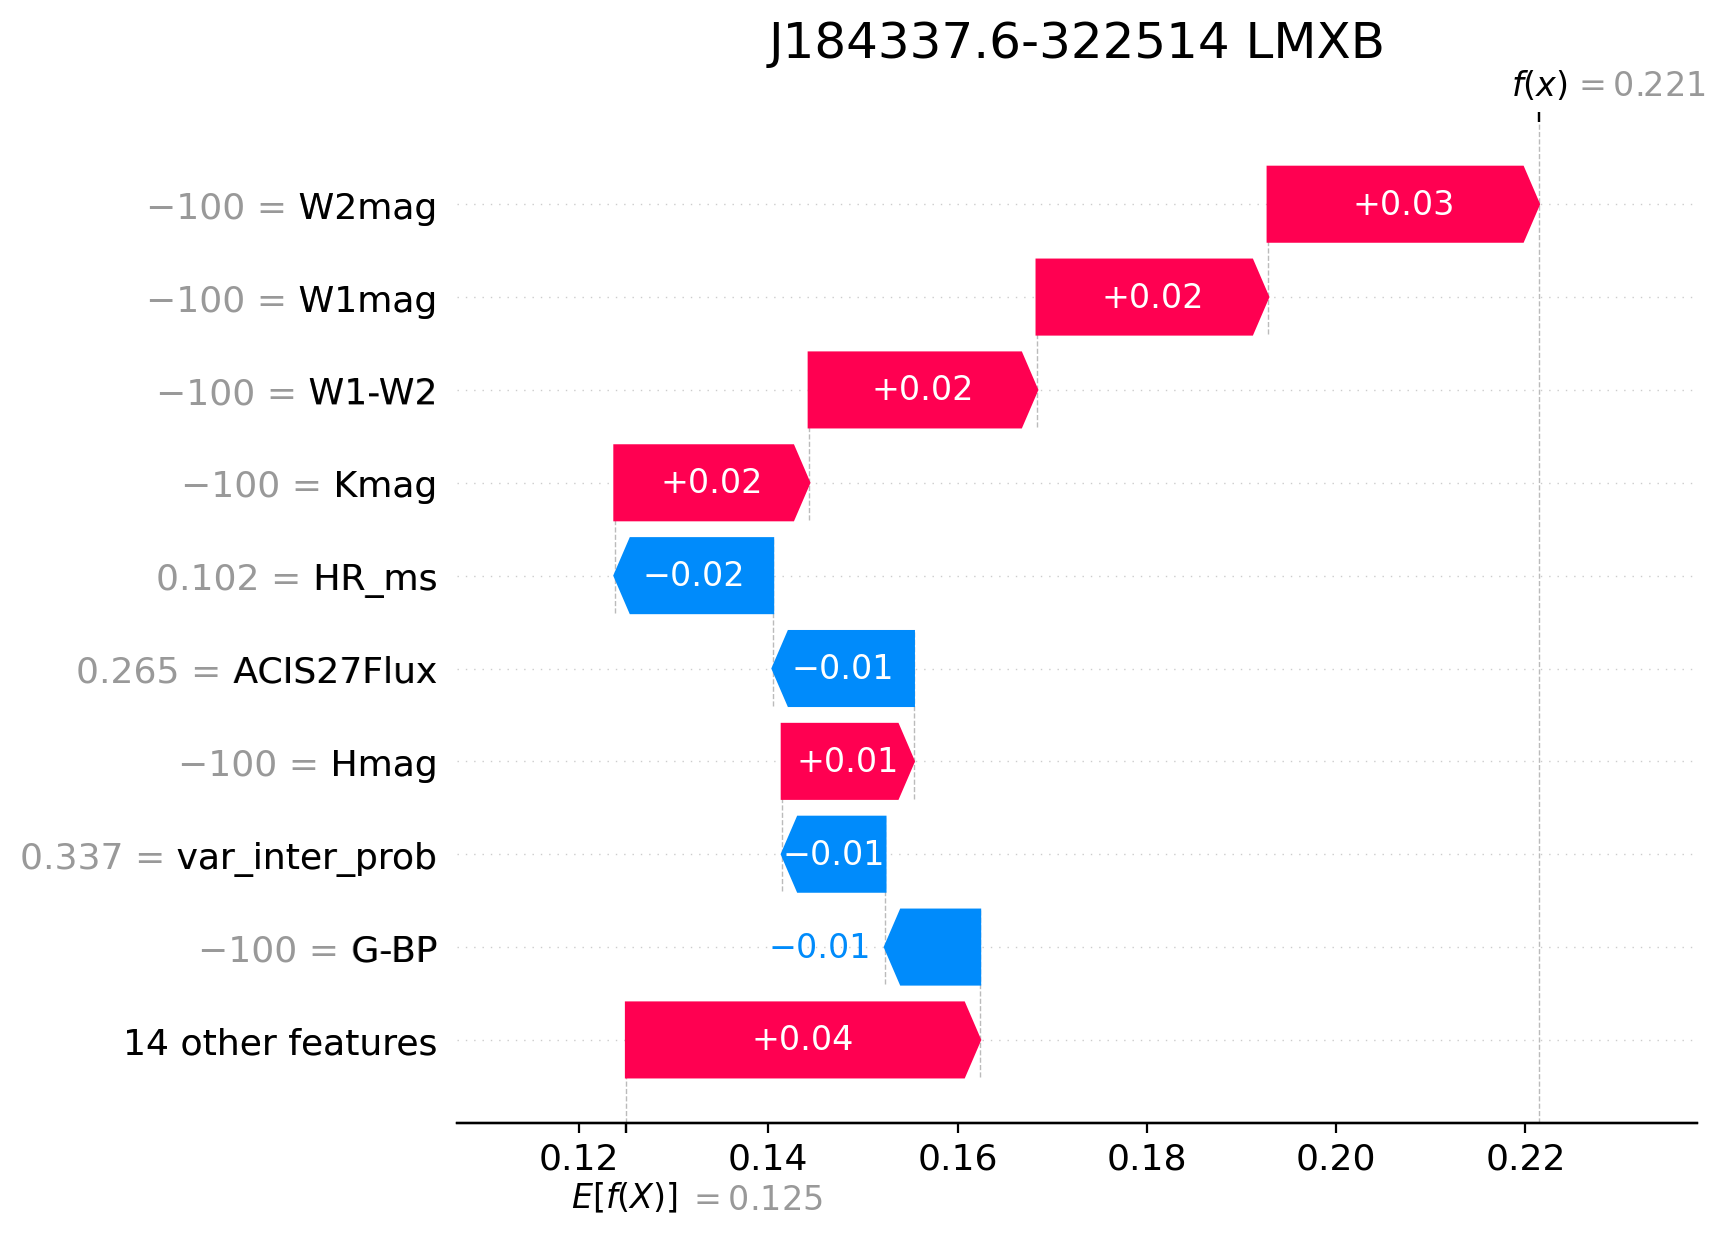 J184337.6-322514 LMXB
f(x) = 0.221
−100 = W2mag
+0.03
−100 = W1mag
+0.02
−100 = W1-W2
+0.02
−100 = Kmag
+0.02
0.102 = HR_ms
−0.02
0.265 = ACIS27Flux
−0.01
−100 = Hmag
+0.01
0.337 = var_inter_prob
−0.01
−100 = G-BP
−0.01
14 other features
+0.04
0.12 0.14 0.16 0.18 0.20 0.22
E[f(X)] = 0.125